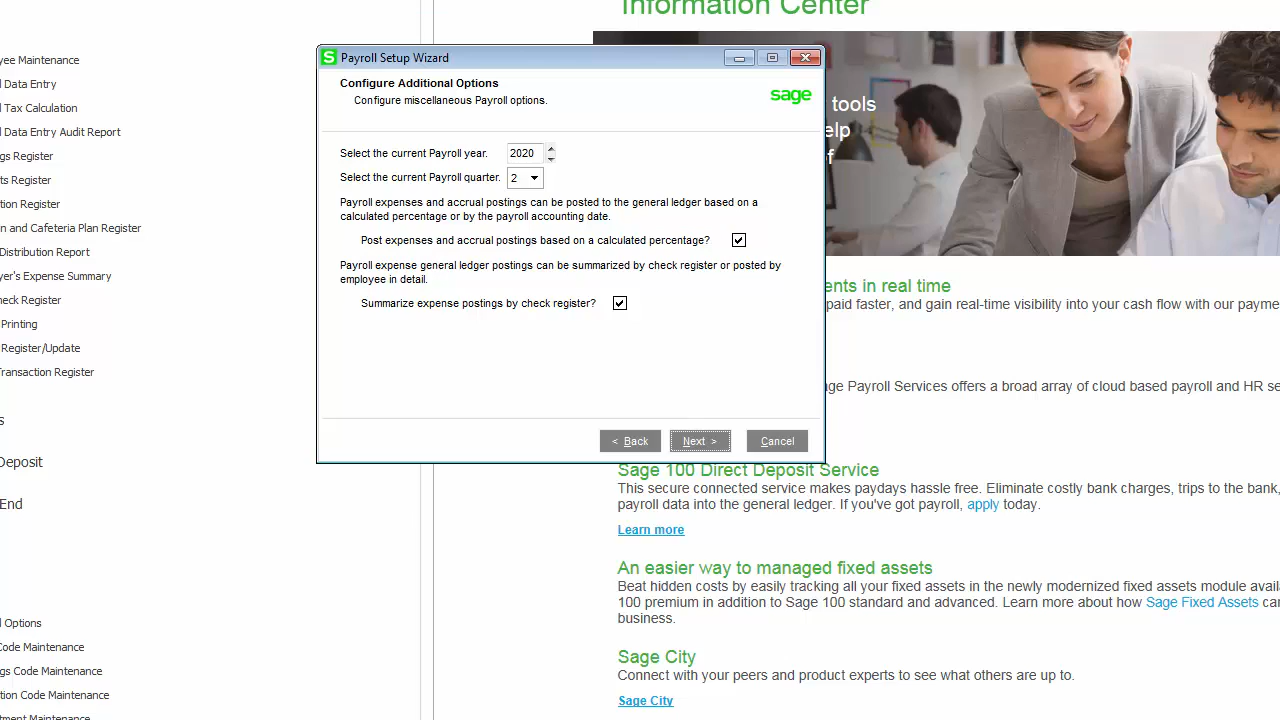 Information Center
yee Maintenance
Data Entry
Tax Calculation
Data Entry Audit Report
gs Register
ts Register
tion Register
n and Cafeteria Plan Register
Distribution Report
yer's Expense Summary
heck Register
Printing
Register/Update
Transaction Register
s
Deposit
End
Options
Code Maintenance
gs Code Maintenance
tion Code Maintenance
tment Maintenance
S Payroll Setup Wizard
Configure Additional Options
Configure miscellaneous Payroll options.
sage
Select the current Payroll year. 2020
Select the current Payroll quarter. 2
Payroll expenses and accrual postings can be posted to the general ledger based on a
calculated percentage or by the payroll accounting date.
Post expenses and accrual postings based on a calculated percentage?
Payroll expense general ledger postings can be summarized by check register or posted by
employee in detail.
Summarize expense postings by check register?
< Back
Next >
Cancel
tools
elp
f
ents in real time
paid faster, and gain real-time visibility into your cash flow with our payme
ge Payroll Services offers a broad array of cloud based payroll and HR se
Sage 100 Direct Deposit Service
This secure connected service makes paydays hassle free. Eliminate costly bank charges, trips to the bank,
payroll data into the general ledger. If you've got payroll, apply today.
Learn more
An easier way to managed fixed assets
Beat hidden costs by easily tracking all your fixed assets in the newly modernized fixed assets module avail
100 premium in addition to Sage 100 standard and advanced. Learn more about how Sage Fixed Assets can
business.
Sage City
Connect with your peers and product experts to see what others are up to.
Sage City